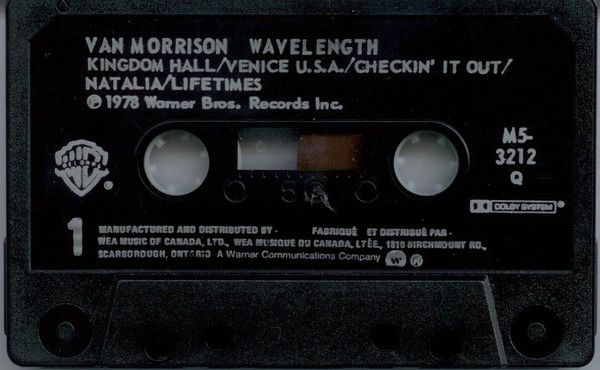 VAN MORRISON WAVELENGTH
KINGDOM HALL/VENICE U.S.A./CHECKIN' IT OUT/
NATALIA/LIFETIMES
℗ 1978 Warner Bros. Records Inc.
M5-
3212
Q
DOLBY SYSTEM
1
MANUFACTURED AND DISTRIBUTED BY - FABRIQUÉ ET DISTRIBUÉ PAR -
WEA MUSIC OF CANADA, LTD., WEA MUSIQUE DU CANADA, LTÉE., 1810 BIRCHMOUNT RD.,
SCARBOROUGH, ONTARIO A Warner Communications Company